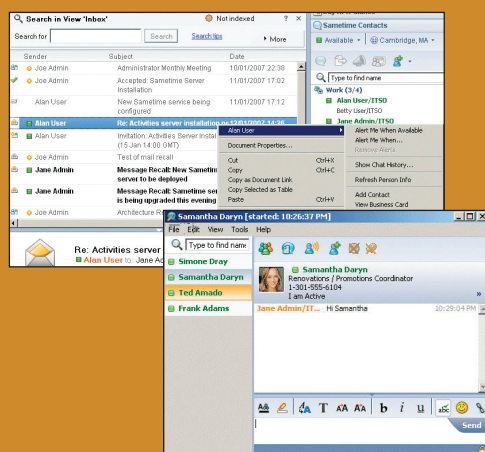 Search in View 'Inbox'
Not indexed
? ×
Search for
Search
Search tips
More
Sender Subject Date
Joe Admin Administrator Monthly Meeting 10/01/2007 22:38
Joe Admin Accepted: Sametime Server Installation 11/01/2007 17:02
Alan User New Sametime service being configured 11/01/2007 17:12
Alan User Re: Activities server installation
Alan User Invitation: Activities Server Instal
(15 Jan 14:00 GMT)
Joe Admin Test of mail recall
Jane Admin Message Recall: New Sametim
server to be deployed
Jane Admin Message Recall: Sametime ser
is being upgraded this evening
Joe Admin Architecture R
Re: Activities server
Alan User to: Jane Ad
Sametime Contacts
Available
Cambridge, MA
Type to find name
Work (3/4)
Alan User/ITSO
Betty User/ITSO
Jane Admin/ITSO
Alan User
Document Properties...
Cut Ctrl+X
Copy Ctrl+C
Copy as Document Link
Copy Selected as Table
Paste Ctrl+V
Alert Me When Available
Alert Me When...
Remove Alerts
Show Chat History...
Refresh Person Info
Add Contact
View Business Card
Samantha Daryn [started: 10:26:37 PM]
File Edit View Tools Help
Type to find name
Simone Dray
Samantha Daryn
Ted Amado
Frank Adams
Samantha Daryn
Renovations / Promotions Coordinator
1-301-555-6104
I am Active
Jane Admin/IT... Hi Samantha 10:29:04 PM
b i u
abc
Send